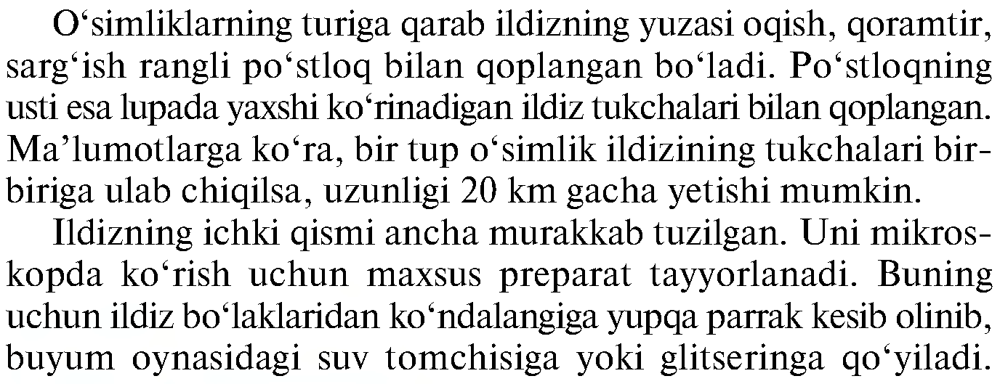 O‘simliklarning turiga qarab ildizning yuzasi oqish, qoramtir,
sarg‘ish rangli po‘stloq bilan qoplangan bo‘ladi. Po‘stloqning
usti esa lupada yaxshi ko‘rinadigan ildiz tukchalari bilan qoplangan.
Ma’lumotlarga ko‘ra, bir tup o‘simlik ildizining tukchalari bir-
biriga ulab chiqilsa, uzunligi 20 km gacha yetishi mumkin.
Ildizning ichki qismi ancha murakkab tuzilgan. Uni mikros-
kopda ko‘rish uchun maxsus preparat tayyorlanadi. Buning
uchun ildiz bo‘laklaridan ko‘ndalangiga yupqa parrak kesib olinib,
buyum oynasidagi suv tomchisiga yoki glitseringa qo‘yiladi.